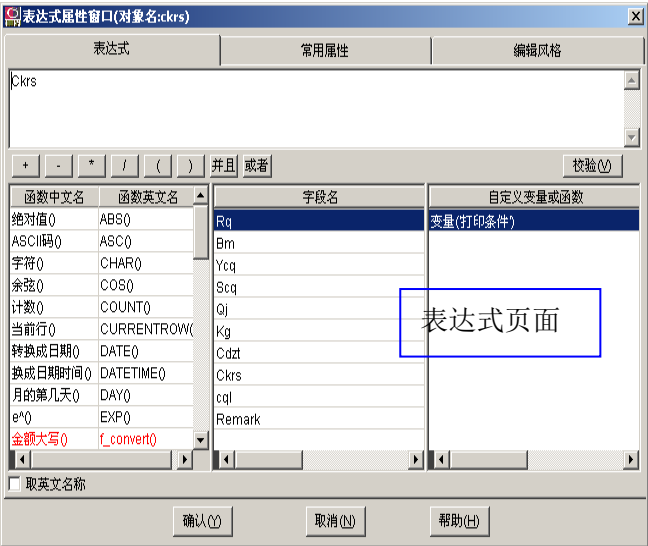 表达式属性窗口(对象名:ckrs)
表达式 常用属性 编辑风格
Ckrs
+ - * / ( ) 并且 或者 校验(V)
函数中文名 函数英文名 字段名 自定义变量或函数
绝对值() ABS() Rq 变量('打印条件')
ASCII码() ASC() Bm
字符() CHAR() Ycq
余弦() COS() Scq
计数() COUNT() Qj
当前行() CURRENTROW( Kg
转换成日期() DATE() Cdzt
换成日期时间() DATETIME() Ckrs
月的第几天() DAY() cql
e^() EXP() Remark
金额大写() f_convert()
表达式页面
取英文名称
确认(Y) 取消(N) 帮助(H)